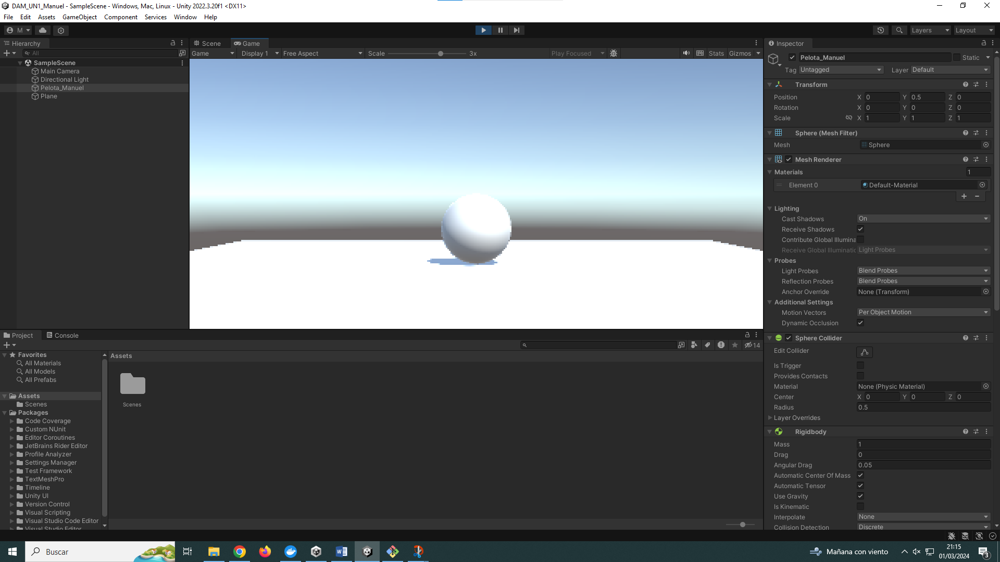 DAM_UN1_Manuel - SampleScene - Windows, Mac, Linux - Unity 2022.3.20f1 <DX11>
File Edit Assets GameObject Component Services Window Help
M Layers Layout
Hierarchy
All
SampleScene
Main Camera
Directional Light
Pelota_Manuel
Plane
Scene Game
Game Display 1 Free Aspect Scale 3x Play Focused Stats Gizmos
Inspector
Pelota_Manuel Static
Tag Untagged Layer Default
Transform
Position X 0 Y 0.5 Z 0
Rotation X 0 Y 0 Z 0
Scale X 1 Y 1 Z 1
Sphere (Mesh Filter)
Mesh Sphere
Mesh Renderer
Materials 1
Element 0 Default-Material
Lighting
Cast Shadows On
Receive Shadows
Contribute Global Illumina
Receive Global Illuminatic Light Probes
Probes
Light Probes Blend Probes
Reflection Probes Blend Probes
Anchor Override None (Transform)
Additional Settings
Motion Vectors Per Object Motion
Dynamic Occlusion
Sphere Collider
Edit Collider
Is Trigger
Provides Contacts
Material None (Physic Material)
Center X 0 Y 0 Z 0
Radius 0.5
Layer Overrides
Rigidbody
Mass 1
Drag 0
Angular Drag 0.05
Automatic Center Of Mass
Automatic Tensor
Use Gravity
Is Kinematic
Interpolate None
Collision Detection Discrete
Project Console
14
Favorites
All Materials
All Models
All Prefabs
Assets
Scenes
Packages
Code Coverage
Custom NUnit
Editor Coroutines
JetBrains Rider Editor
Profile Analyzer
Settings Manager
Test Framework
TextMeshPro
Timeline
Unity UI
Version Control
Visual Scripting
Visual Studio Code Editor
Visual Studio Editor
Assets
Scenes
Buscar
Mañana con viento
21:15
01/03/2024
3